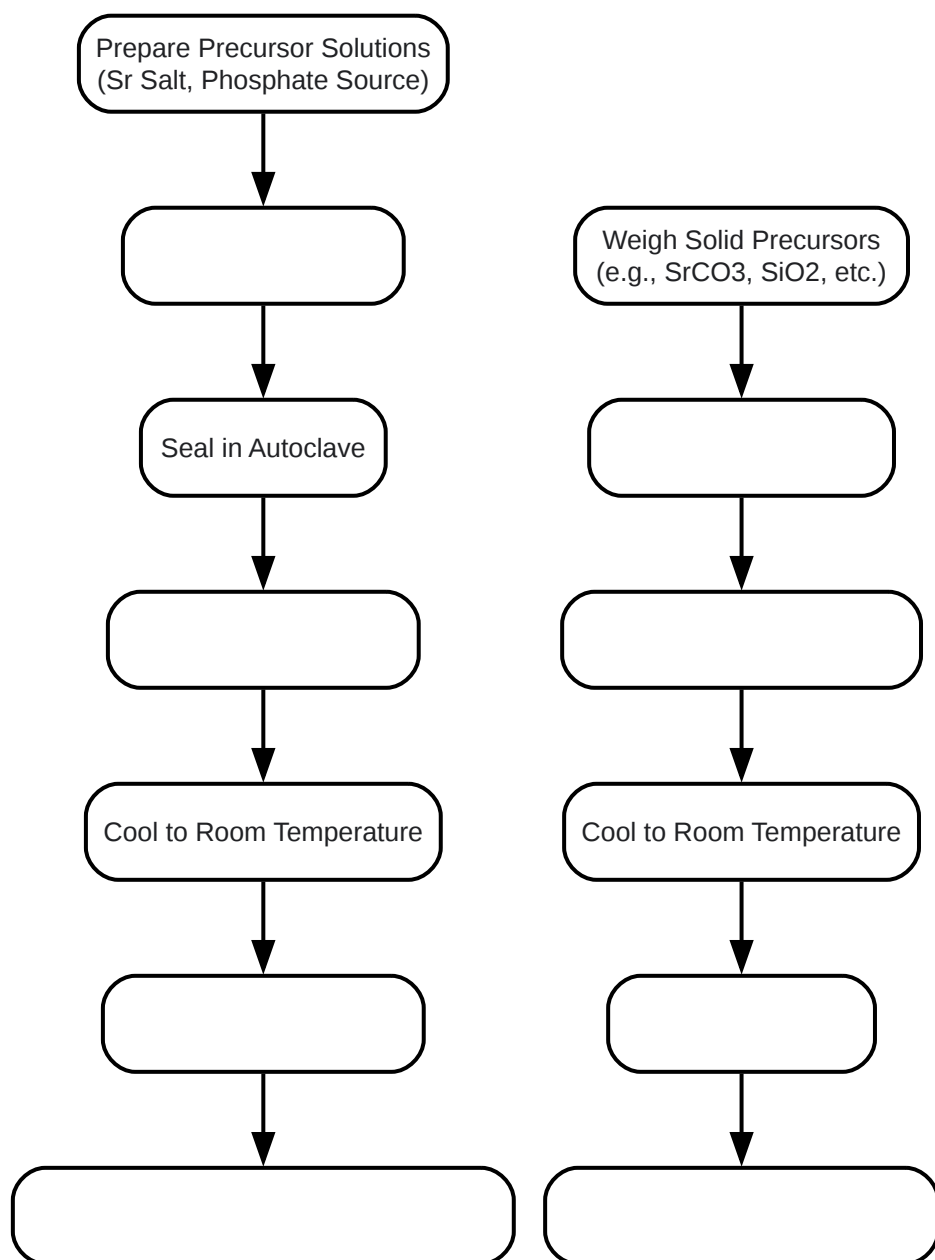 Prepare Precursor Solutions
(Sr Salt, Phosphate Source)
Weigh Solid Precursors
(e.g., SrCO3, SiO2, etc.)
Seal in Autoclave
Cool to Room Temperature
Cool to Room Temperature